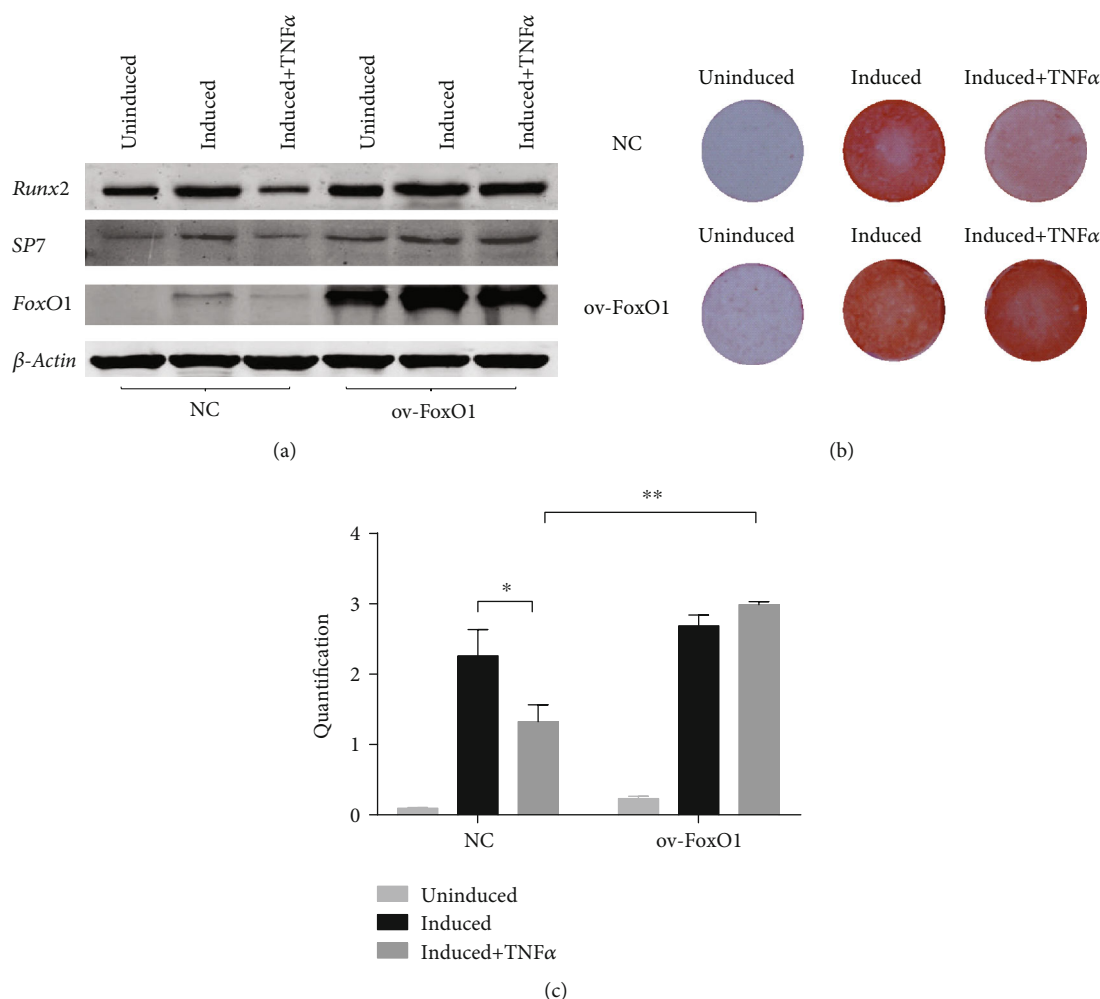 Uninduced
Induced
Induced+TNFα
Uninduced
Induced
Induced+TNFα
Runx2
SP7
FoxO1
β-Actin
NC
ov-FoxO1
(a)
Uninduced
Induced
Induced+TNFα
NC
Uninduced
Induced
Induced+TNFα
ov-FoxO1
(b)
**
*
4
3
2
1
0
Quantification
NC
ov-FoxO1
Uninduced
Induced
Induced+TNFα
(c)